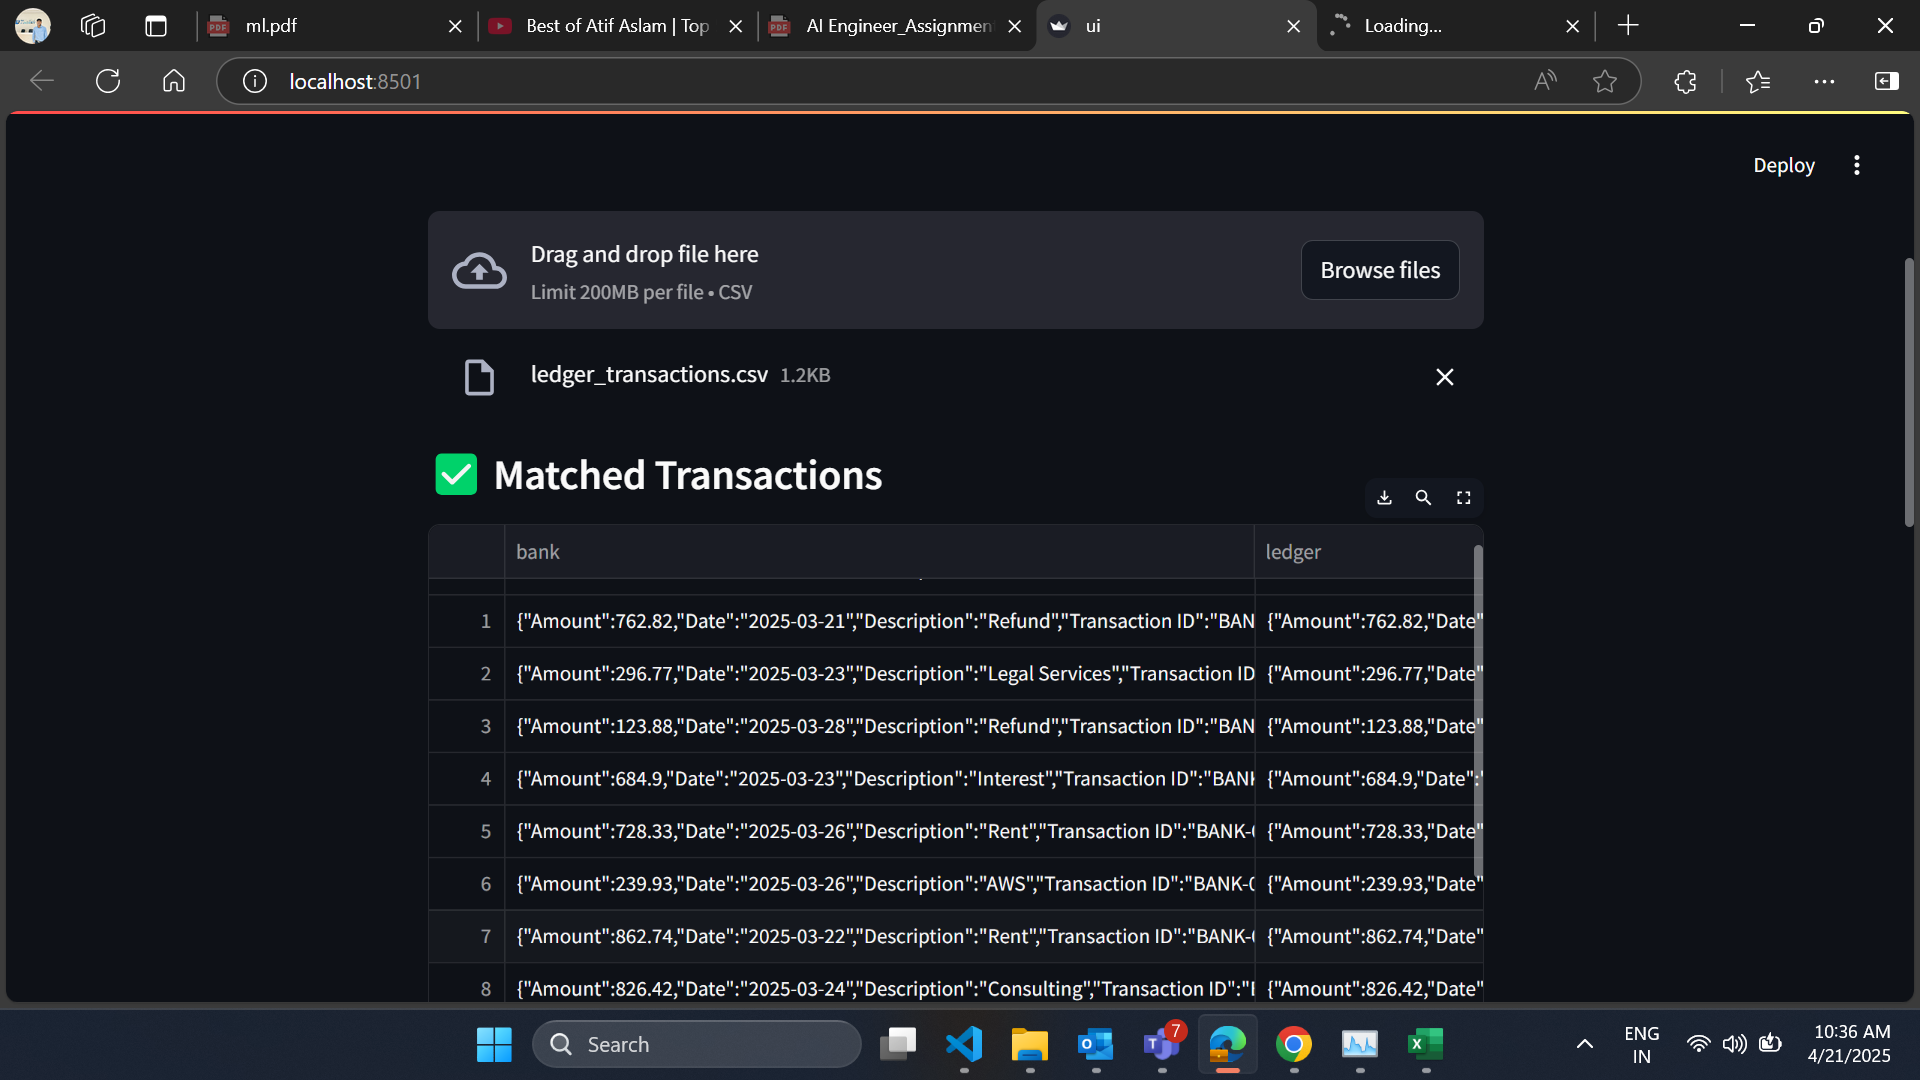 ml.pdf
Best of Atif Aslam | Top
AI Engineer_Assignmen
ui
Loading...
localhost:8501
Deploy
Drag and drop file here
Limit 200MB per file • CSV
Browse files
ledger_transactions.csv 1.2KB
✅ Matched Transactions
bank ledger
1 {"Amount":762.82,"Date":"2025-03-21","Description":"Refund","Transaction ID":"BAN {"Amount":762.82,"Date"
2 {"Amount":296.77,"Date":"2025-03-23","Description":"Legal Services","Transaction ID {"Amount":296.77,"Date"
3 {"Amount":123.88,"Date":"2025-03-28","Description":"Refund","Transaction ID":"BAN {"Amount":123.88,"Date"
4 {"Amount":684.9,"Date":"2025-03-23","Description":"Interest","Transaction ID":"BANK {"Amount":684.9,"Date":"
5 {"Amount":728.33,"Date":"2025-03-26","Description":"Rent","Transaction ID":"BANK-0 {"Amount":728.33,"Date"
6 {"Amount":239.93,"Date":"2025-03-26","Description":"AWS","Transaction ID":"BANK-0 {"Amount":239.93,"Date"
7 {"Amount":862.74,"Date":"2025-03-22","Description":"Rent","Transaction ID":"BANK-0 {"Amount":862.74,"Date"
8 {"Amount":826.42,"Date":"2025-03-24","Description":"Consulting","Transaction ID":"B {"Amount":826.42,"Date"
Search
7
ENG
IN
10:36 AM
4/21/2025